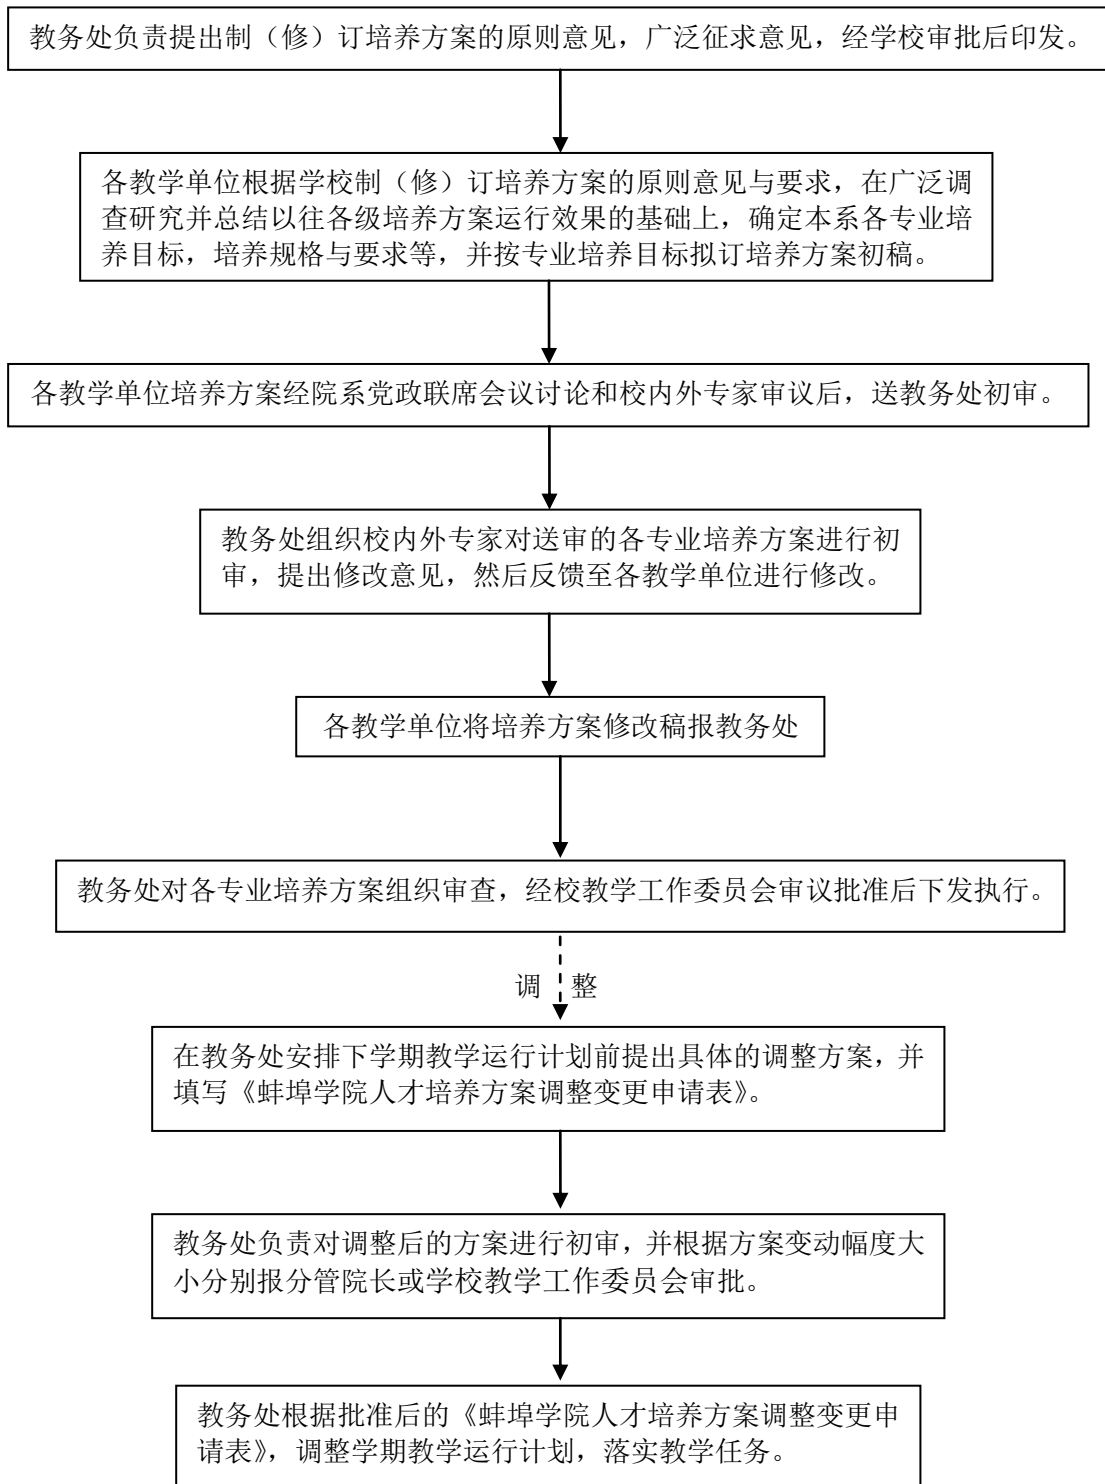 教务处负责提出制（修）订培养方案的原则意见，广泛征求意见，经学校审批后印发。
各教学单位根据学校制（修）订培养方案的原则意见与要求，在广泛调
查研究并总结以往各级培养方案运行效果的基础上，确定本系各专业培
养目标，培养规格与要求等，并按专业培养目标拟订培养方案初稿。
各教学单位培养方案经院系党政联席会议讨论和校内外专家审议后，送教务处初审。
教务处组织校内外专家对送审的各专业培养方案进行初
审，提出修改意见，然后反馈至各教学单位进行修改。
各教学单位将培养方案修改稿报教务处
教务处对各专业培养方案组织审查，经校教学工作委员会审议批准后下发执行。
调 整
在教务处安排下学期教学运行计划前提出具体的调整方案，并
填写《蚌埠学院人才培养方案调整变更申请表》。
教务处负责对调整后的方案进行初审，并根据方案变动幅度大
小分别报分管院长或学校教学工作委员会审批。
教务处根据批准后的《蚌埠学院人才培养方案调整变更申
请表》，调整学期教学运行计划，落实教学任务。